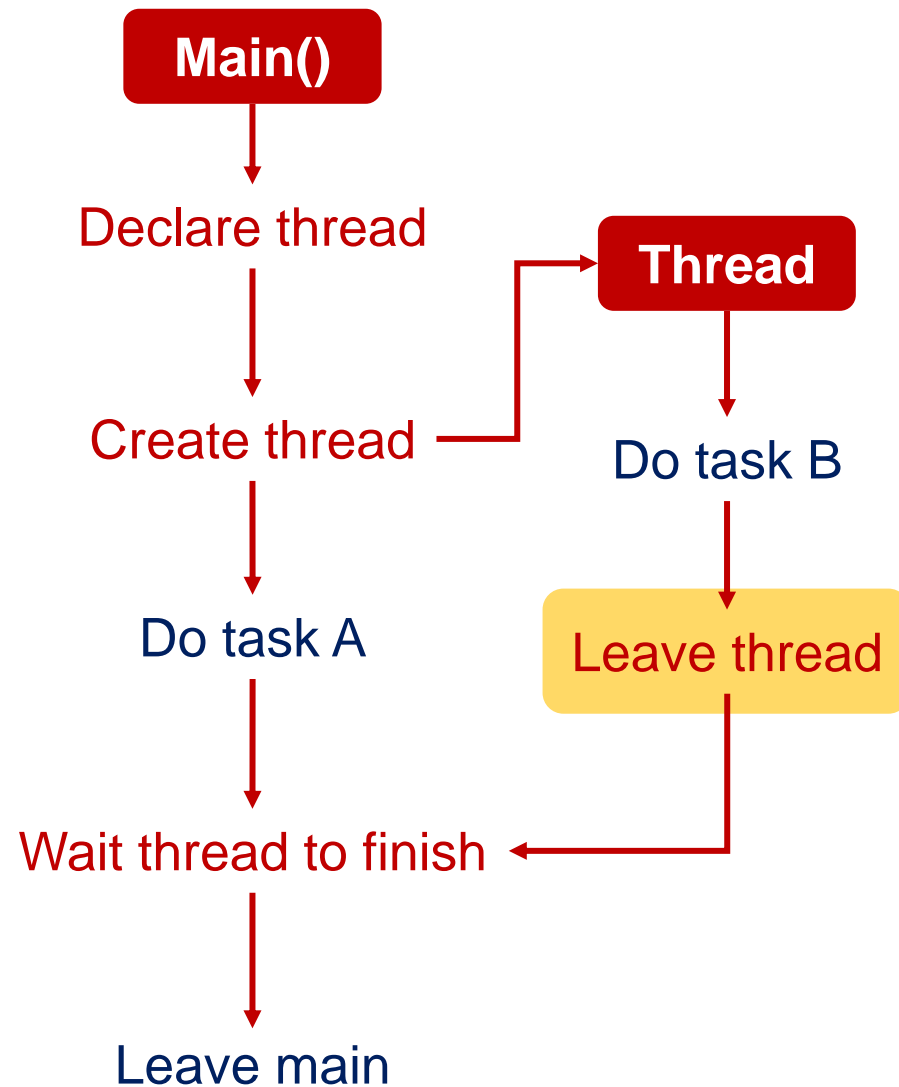 Main()
Declare thread
Thread
Create thread
Do task B
Do task A
Leave thread
Wait thread to finish
Leave main